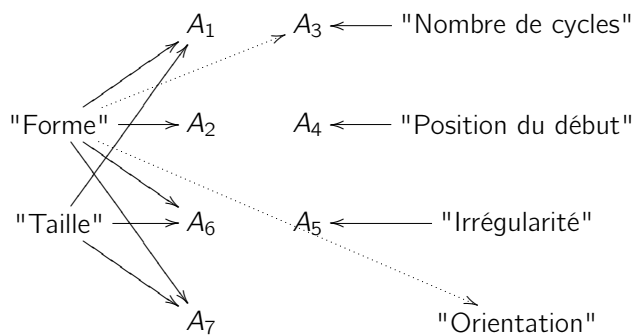 A1 A3 "Nombre de cycles"
"Forme" A2 A4 "Position du début"
"Taille" A6 A5 "Irrégularité"
A7 "Orientation"